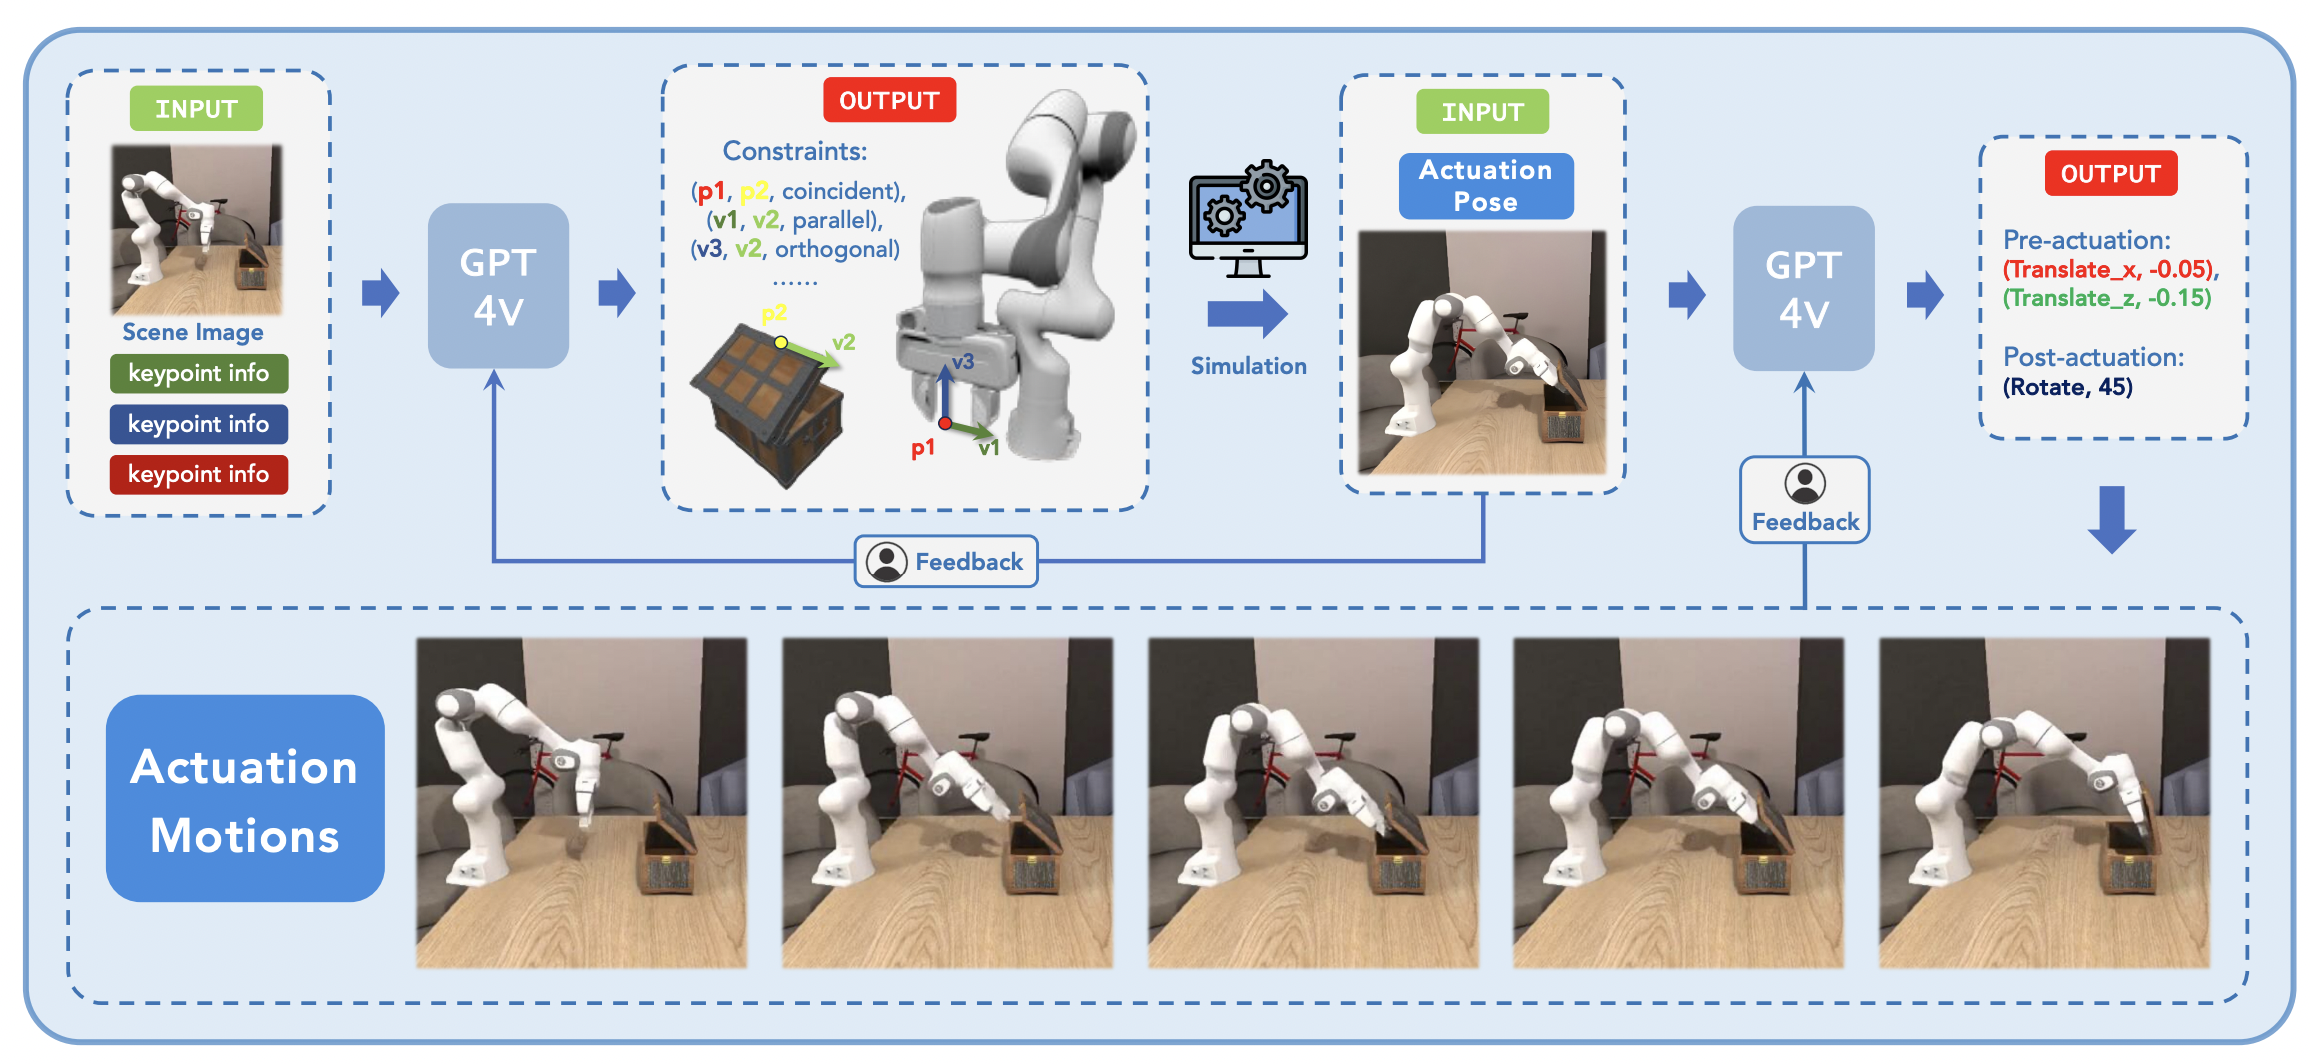 INPUT
Scene Image
keypoint info
keypoint info
keypoint info
GPT
4V
OUTPUT
Constraints:
(p1, p2, coincident),
(v1, v2, parallel),
(v3, v2, orthogonal)
......
p2
v2
v3
p1
v1
Simulation
INPUT
Actuation
Pose
GPT
4V
OUTPUT
Pre-actuation:
(Translate_x, -0.05),
(Translate_z, -0.15)
Post-actuation:
(Rotate, 45)
Feedback
Feedback
Actuation
Motions